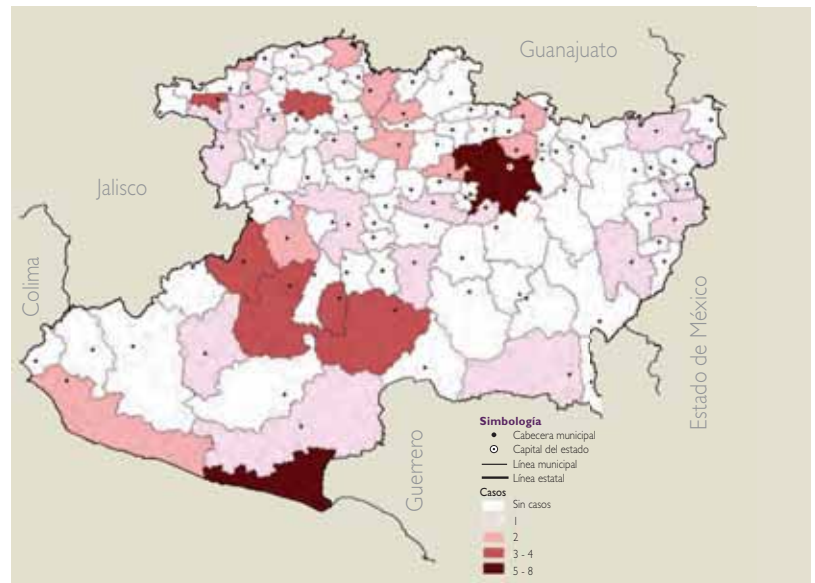 Guanajuato
Jalisco
Colima
Estado de México
Guerrero
Simbología
Cabecera municipal
Capital del estado
Línea municipal
Línea estatal
Casos
Sin casos
1
2
3 - 4
5 - 8